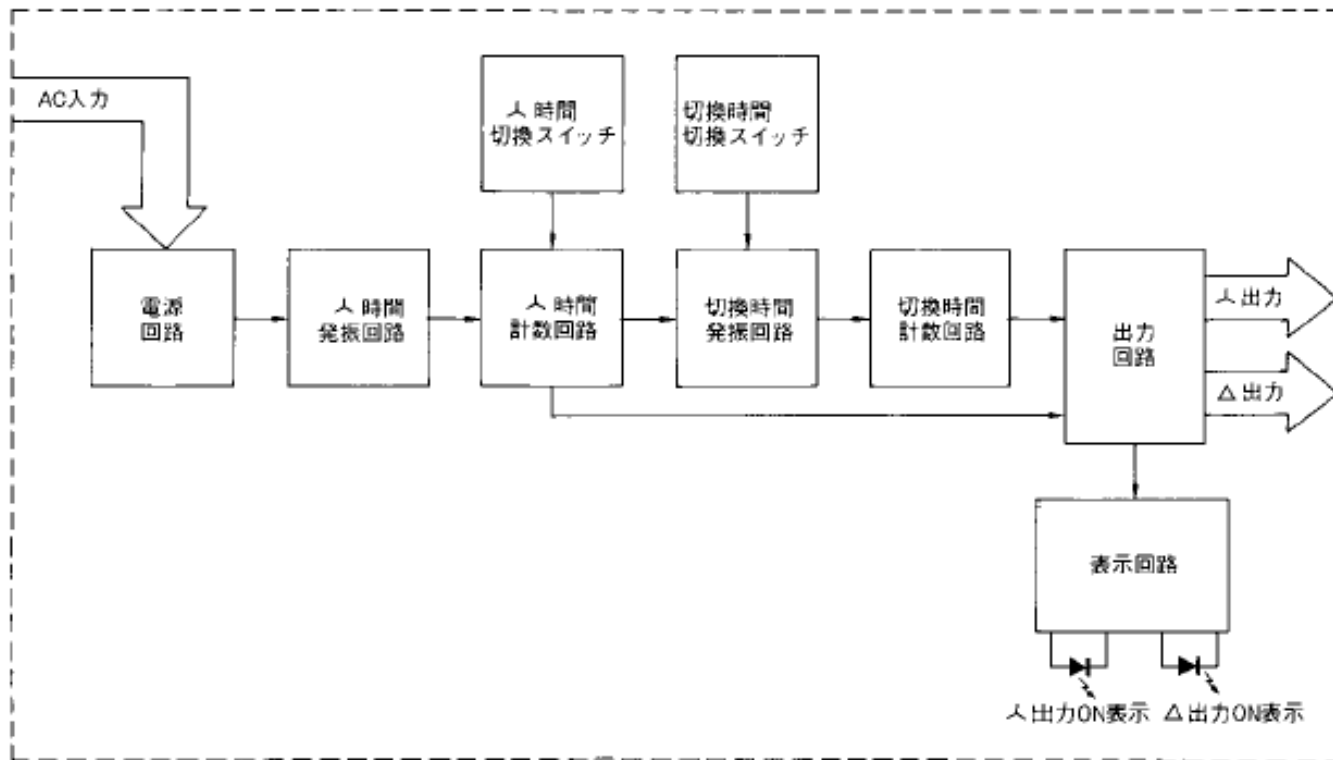 AC入力
人 時間
切換スイッチ
切換時間
切換スイッチ
電源
回路
人 時間
発振回路
人 時間
計数回路
切換時間
発振回路
切換時間
計数回路
出力
回路
人 出力
△ 出力
表示回路
人出力ON表示 △出力ON表示